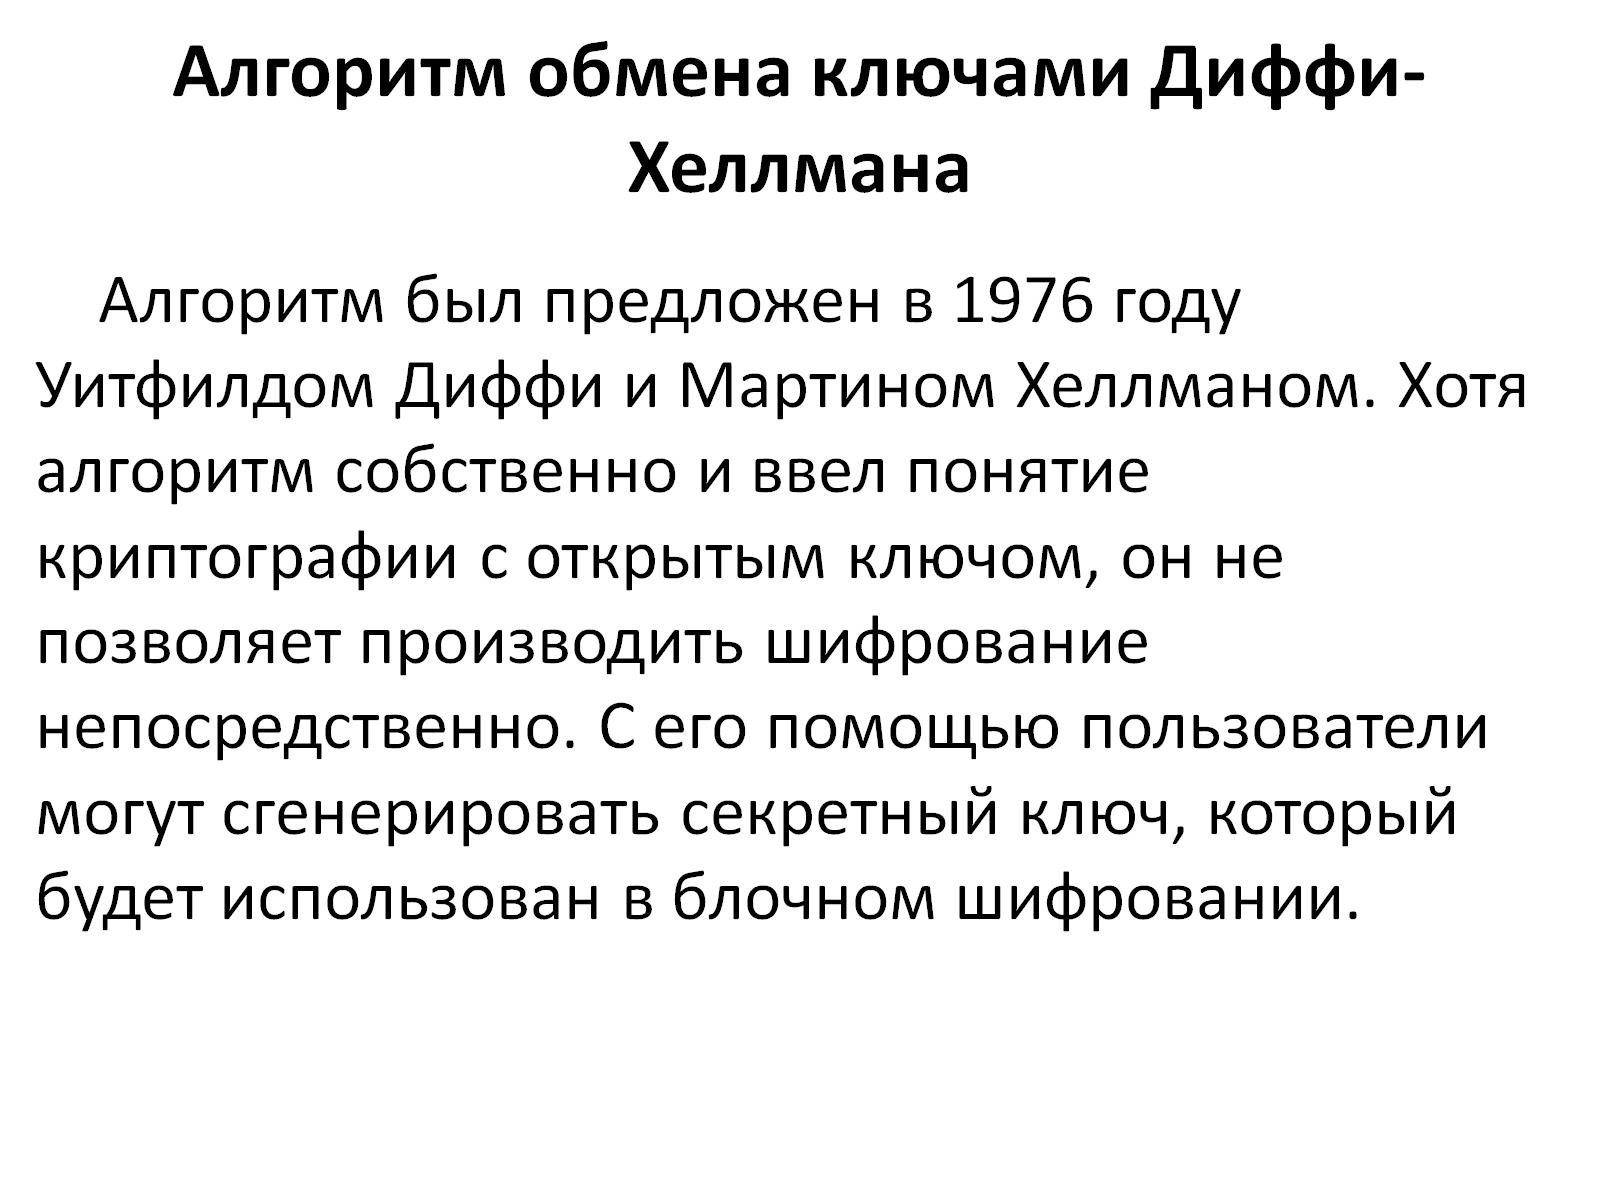 Алгоритм обмена ключами Диффи-
Хеллмана
Алгоритм был предложен в 1976 году
Уитфилдом Диффи и Мартином Хеллманом. Хотя
алгоритм собственно и ввел понятие
криптографии с открытым ключом, он не
позволяет производить шифрование
непосредственно. С его помощью пользователи
могут сгенерировать секретный ключ, который
будет использован в блочном шифровании.